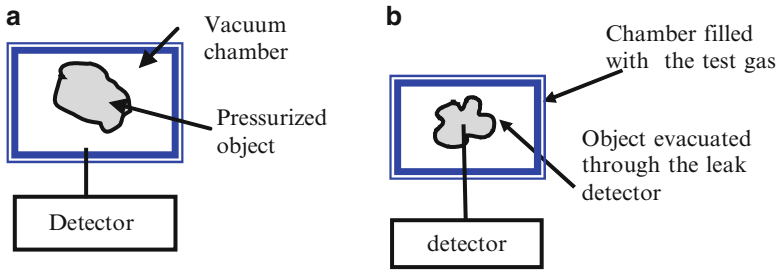 a
Vacuum
chamber
Pressurized
object
Detector
b
Chamber filled
with the test gas
Object evacuated
through the leak
detector
detector